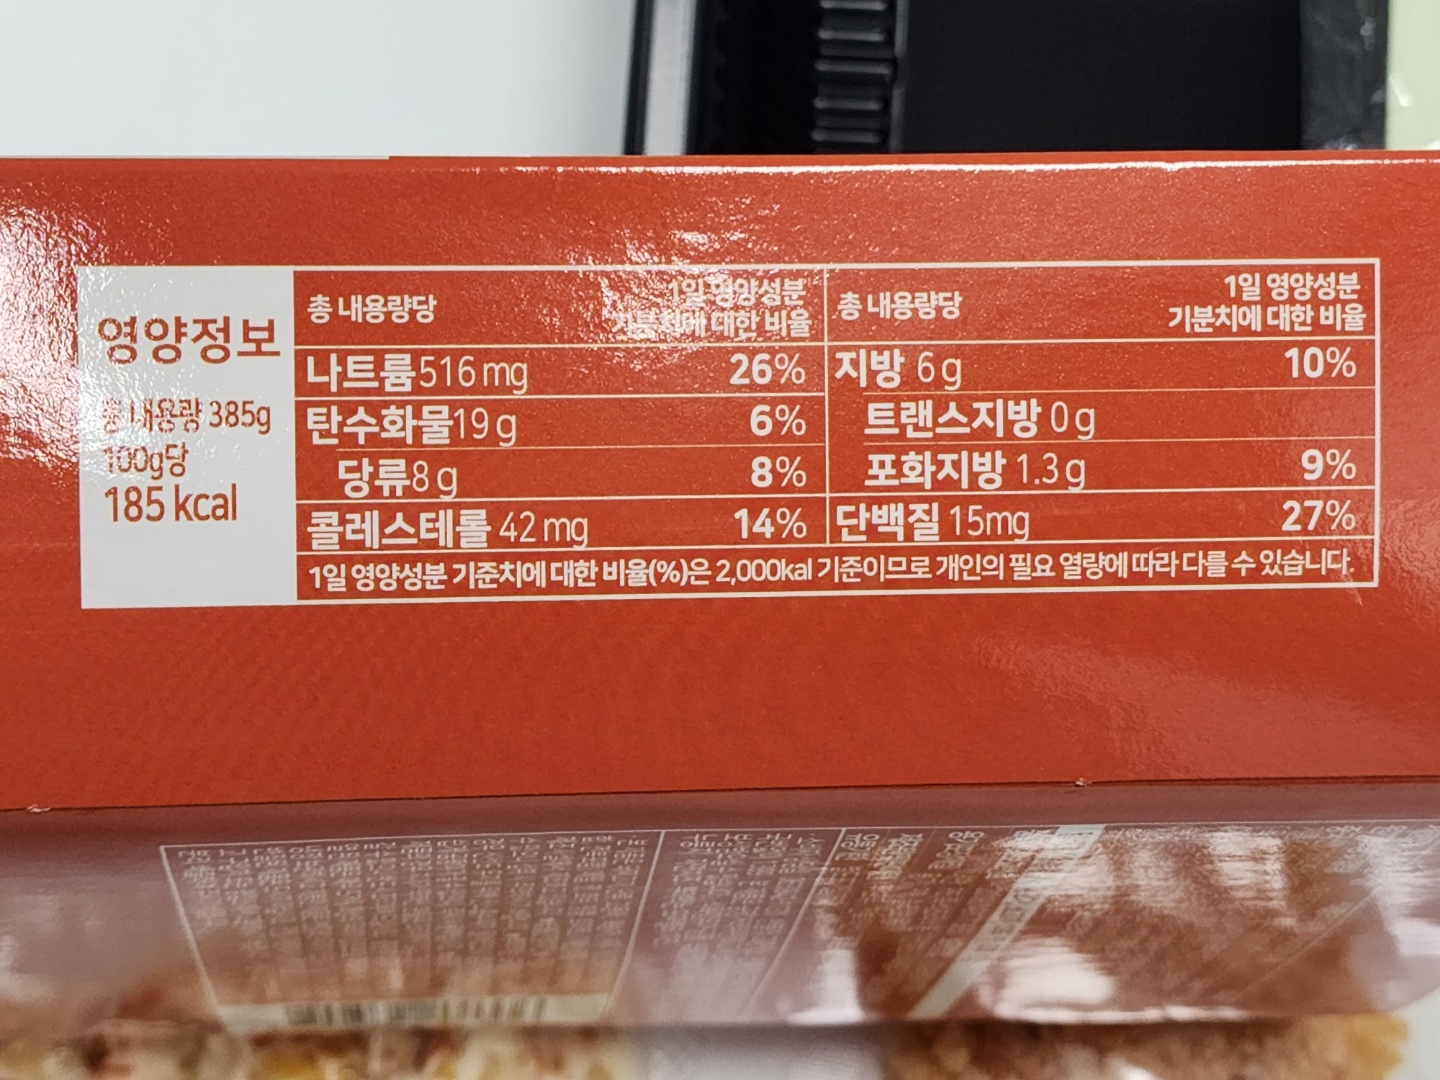 영양정보
총 내용량 385g
100g당
185 kcal
총 내용량당 1일 영양성분 기분치에 대한 비율
나트륨 516 mg 26%
탄수화물 19 g 6%
당류 8 g 8%
콜레스테롤 42 mg 14%
총 내용량당 1일 영양성분 기분치에 대한 비율
지방 6 g 10%
트랜스지방 0 g
포화지방 1.3 g 9%
단백질 15mg 27%
1일 영양성분 기준치에 대한 비율(%)은 2,000kal 기준이므로 개인의 필요 열량에 따라 다를 수 있습니다.